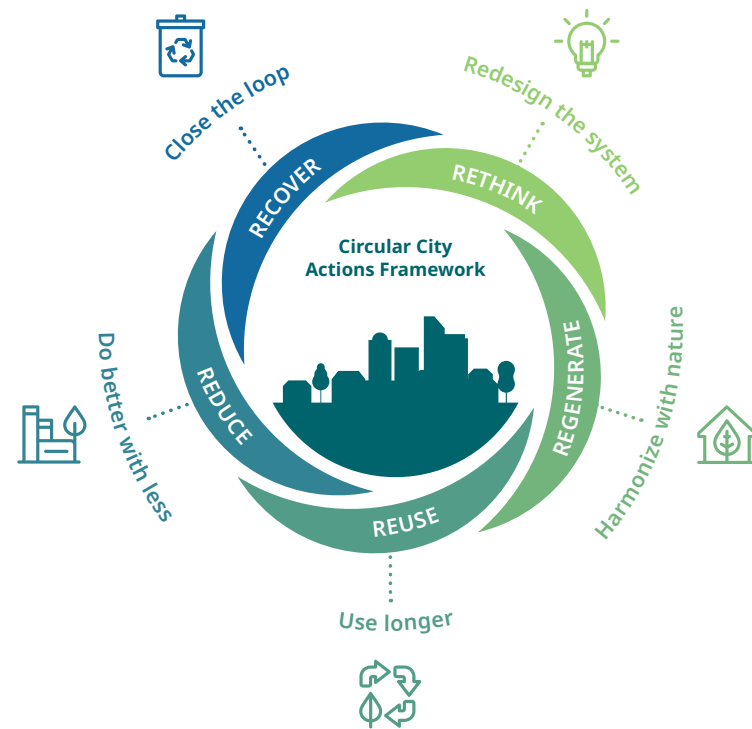 Circular City
Actions Framework
RETHINK
Redesign the system
REGENERATE
Harmonize with nature
REUSE
Use longer
REDUCE
Do better with less
RECOVER
Close the loop